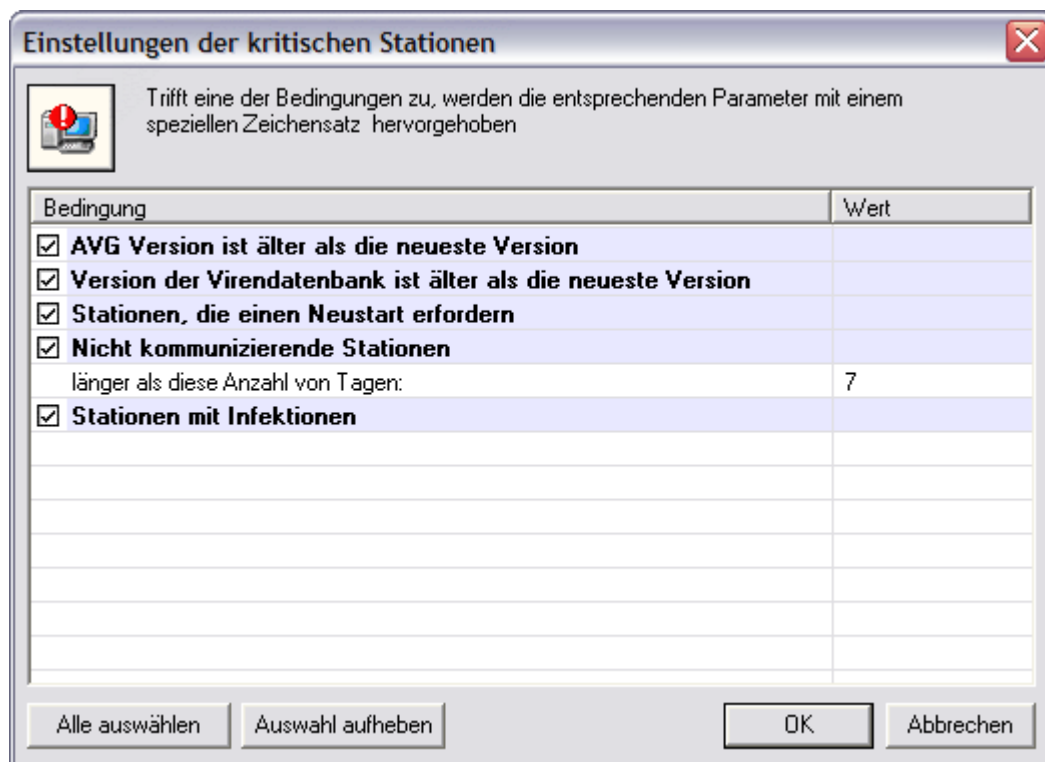 Einstellungen der kritischen Stationen
Trifft eine der Bedingungen zu, werden die entsprechenden Parameter mit einem
speziellen Zeichensatz hervorgehoben
Bedingung Wert
AVG Version ist älter als die neueste Version
Version der Virendatenbank ist älter als die neueste Version
Stationen, die einen Neustart erfordern
Nicht kommunizierende Stationen
länger als diese Anzahl von Tagen: 7
Stationen mit Infektionen
Alle auswählen Auswahl aufheben OK Abbrechen